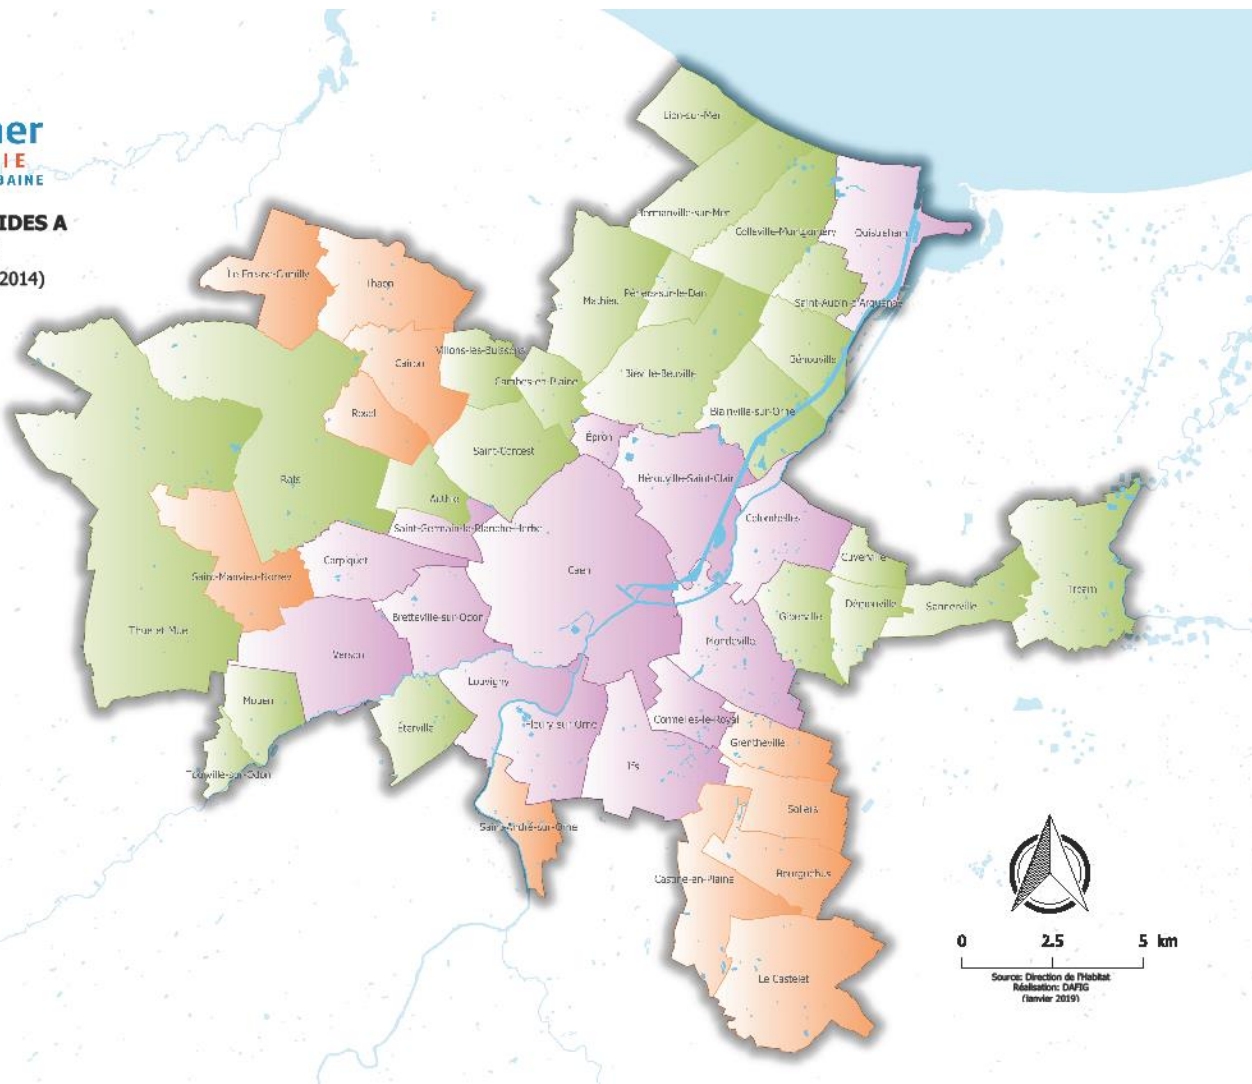 mer
IE
BAINE
IDES A
2014)
Lion-sur-Mer
Hermanville-sur-Mer
Colleville-Montgomery
Ouistreham
Le Fresne-Camilly
Thaon
Mathieu
Périers-sur-le-Dan
Saint-Aubin-d'Arquenay
Villons-les-Buissons
Cairon
Cambes-en-Plaine
Biéville-Beuville
Bénouville
Rosel
Blainville-sur-Orne
Épron
Saint-Contest
Rots
Hérouville-Saint-Clair
Authie
Saint-Germain-la-Blanche-Herbe
Colombelles
Carpiquet
Caen
Cuverville
Saint-Manvieu-Norrey
Troarn
Démouville
Sannerville
Bretteville-sur-Odon
Giberville
Thue et Mue
Mondeville
Verson
Louvigny
Mouen
Cormelles-le-Royal
Éterville
Fleury-sur-Orne
Grentheville
Ifs
Tourville-sur-Odon
Soliers
Saint-André-sur-Orne
Bourguébus
Castine-en-Plaine
Le Castelet
0 2.5 5 km
Source: Direction de l'Habitat
Réalisation: DAFIG
(Janvier 2019)